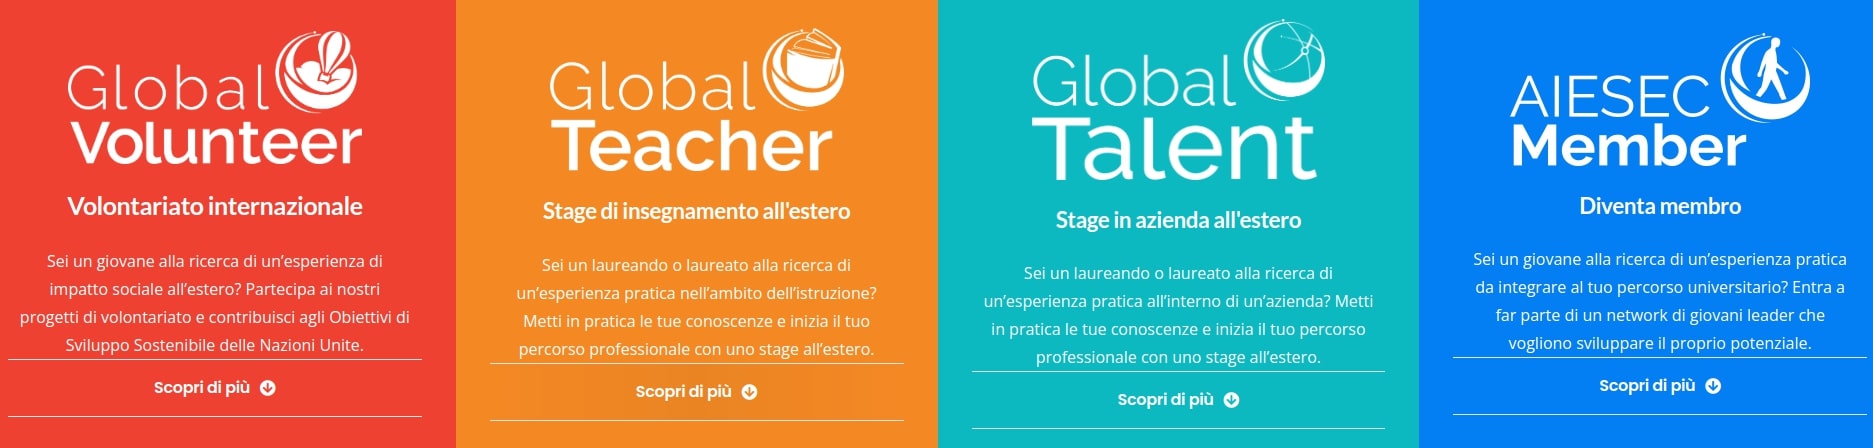 Global
Volunteer
Volontariato internazionale
Sei un giovane alla ricerca di un’esperienza di
impatto sociale all’estero? Partecipa ai nostri
progetti di volontariato e contribuisci agli Obiettivi di
Sviluppo Sostenibile delle Nazioni Unite.
Scopri di più
Global
Teacher
Stage di insegnamento all'estero
Sei un laureando o laureato alla ricerca di
un’esperienza pratica nell’ambito dell’istruzione?
Metti in pratica le tue conoscenze e inizia il tuo
percorso professionale con uno stage all’estero.
Scopri di più
Global
Talent
Stage in azienda all'estero
Sei un laureando o laureato alla ricerca di
un’esperienza pratica all’interno di un’azienda? Metti
in pratica le tue conoscenze e inizia il tuo percorso
professionale con uno stage all’estero.
Scopri di più
AIESEC
Member
Diventa membro
Sei un giovane alla ricerca di un’esperienza pratica
da integrare al tuo percorso universitario? Entra a
far parte di un network di giovani leader che
vogliono sviluppare il proprio potenziale.
Scopri di più